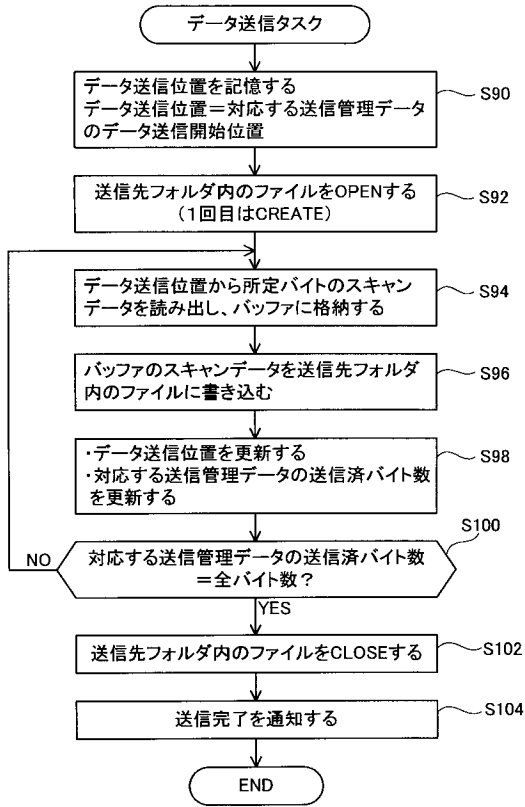 データ送信タスク
データ送信位置を記憶する
データ送信位置＝対応する送信管理データ
のデータ送信開始位置
S90
送信先フォルダ内のファイルをOPENする
（1回目はCREATE）
S92
データ送信位置から所定バイトのスキャン
データを読み出し、バッファに格納する
S94
バッファのスキャンデータを送信先フォルダ
内のファイルに書き込む
S96
・データ送信位置を更新する
・対応する送信管理データの送信済バイト数
を更新する
S98
S100
対応する送信管理データの送信済バイト数
＝全バイト数？
NO
YES
送信先フォルダ内のファイルをCLOSEする
S102
送信完了を通知する
S104
END